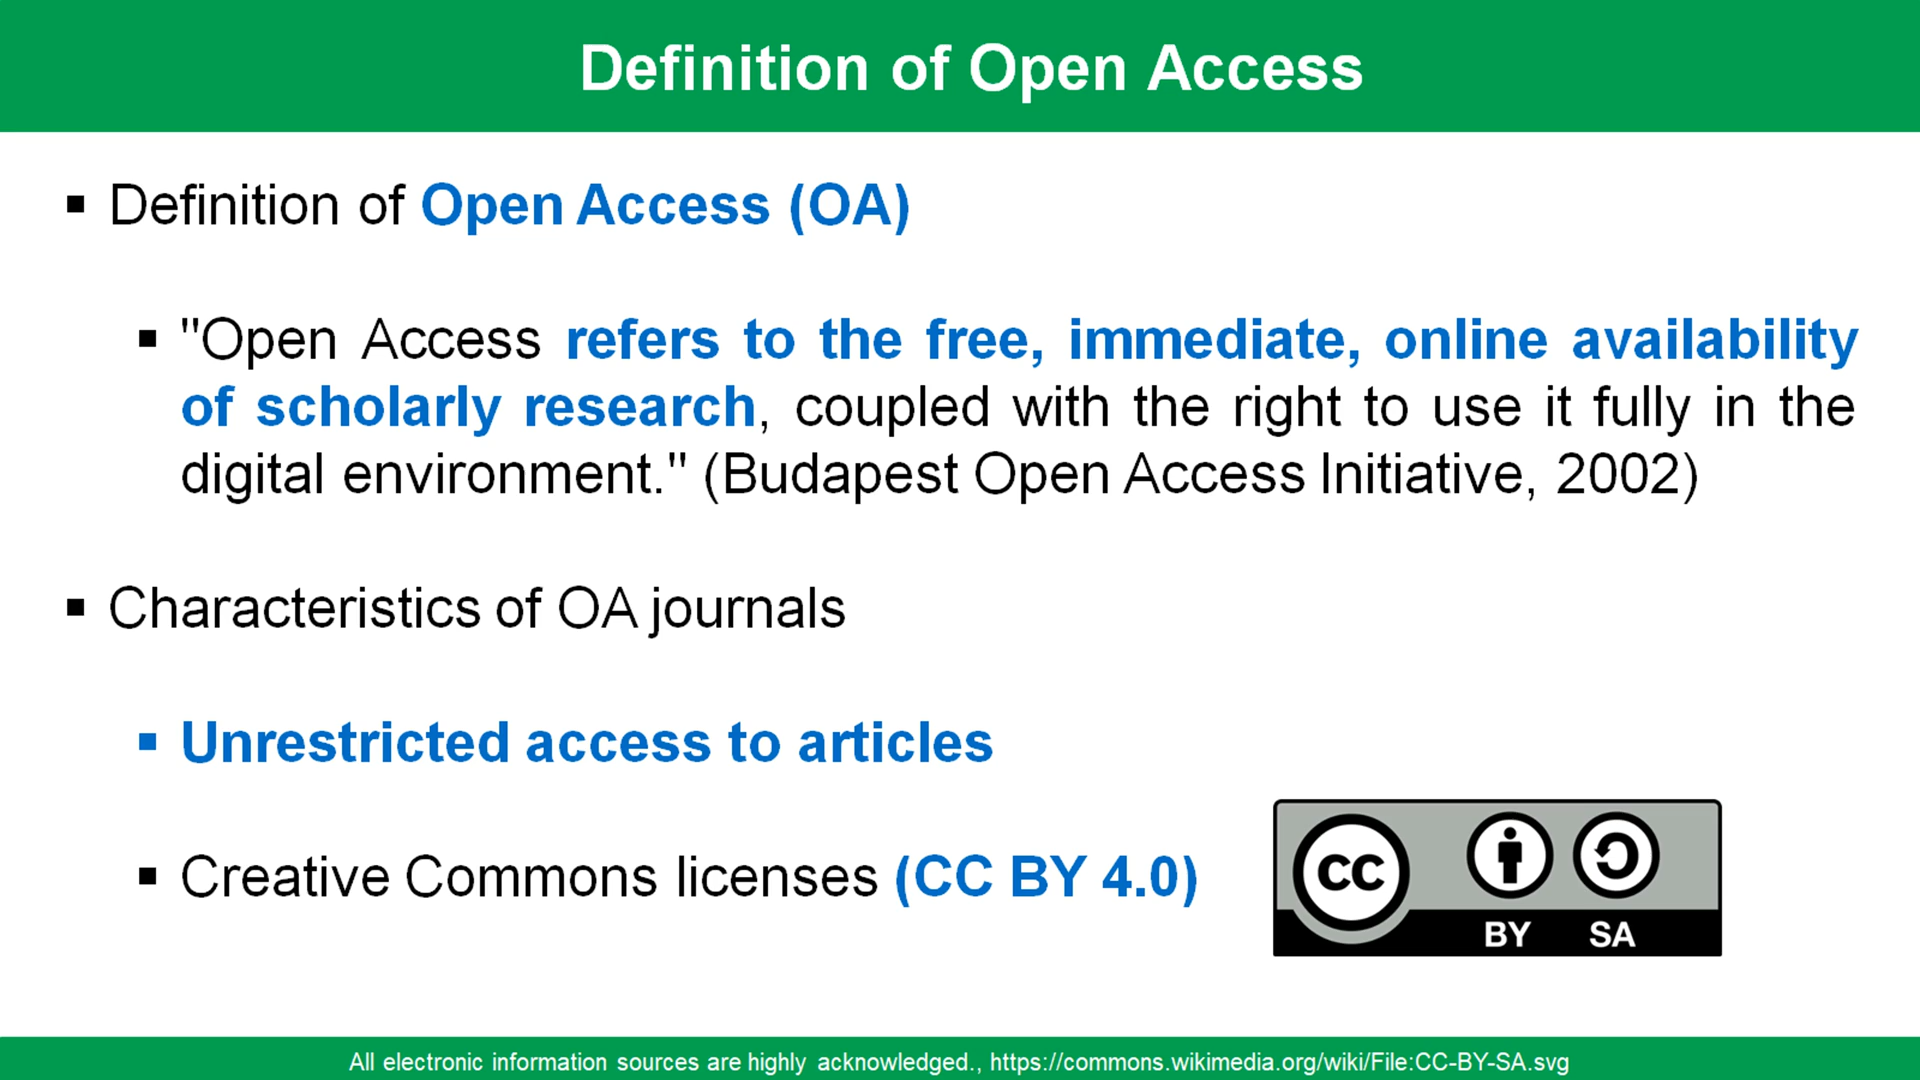 Definition of Open Access
▪ Definition of Open Access (OA)
▪ "Open Access refers to the free, immediate, online availability
of scholarly research, coupled with the right to use it fully in the
digital environment." (Budapest Open Access Initiative, 2002)
▪ Characteristics of OA journals
▪ Unrestricted access to articles
▪ Creative Commons licenses (CC BY 4.0)
CC
BY SA
All electronic information sources are highly acknowledged., https://commons.wikimedia.org/wiki/File:CC-BY-SA.svg